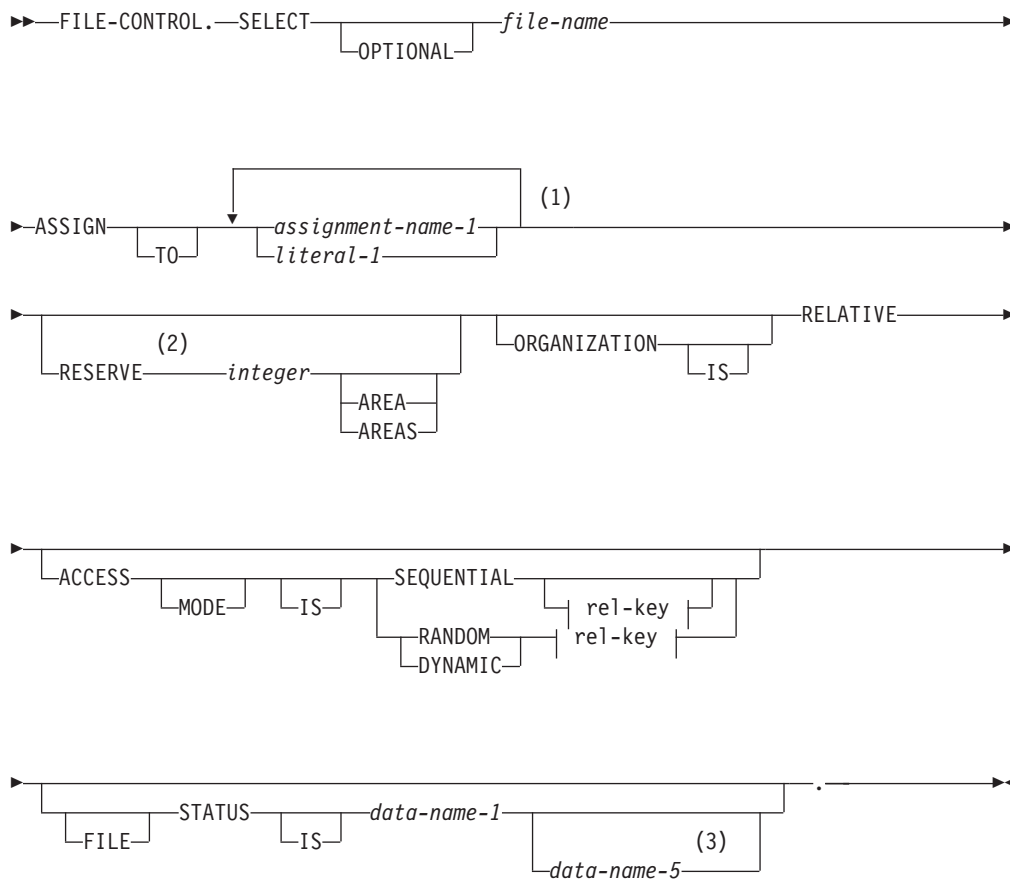 FILE-CONTROL. SELECT file-name
OPTIONAL
(1)
ASSIGN assignment-name-1
TO literal-1
RELATIVE
(2) ORGANIZATION
RESERVE integer IS
AREA
AREAS
ACCESS SEQUENTIAL
MODE IS rel-key
RANDOM rel-key
DYNAMIC
.
STATUS data-name-1
FILE IS (3)
data-name-5